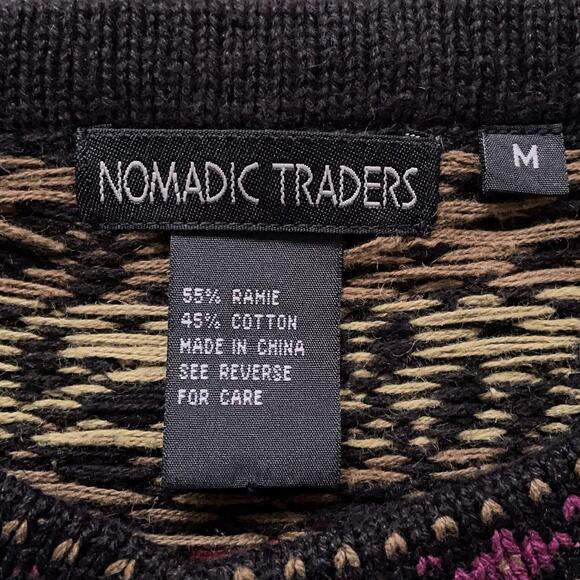 NOMADIC TRADERS
M
55% RAMIE
45% COTTON
MADE IN CHINA
SEE REVERSE
FOR CARE